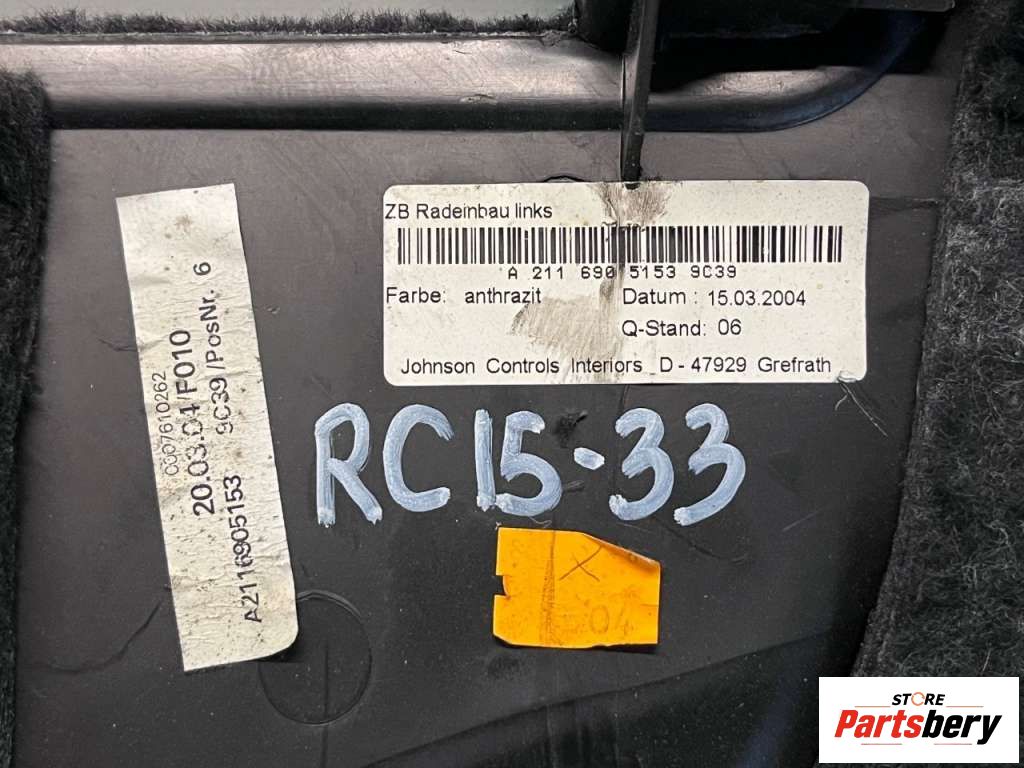 ZB Radeinbau links
A 211 690 5153 9C39
Farbe: anthrazit Datum : 15.03.2004
Q-Stand: 06
Johnson Controls Interiors D - 47929 Grefrath
0007610262
20.03.04/F010
A2116905153 9C39/PosNr. 6
RC15-33
X
04
STORE
Partsbery